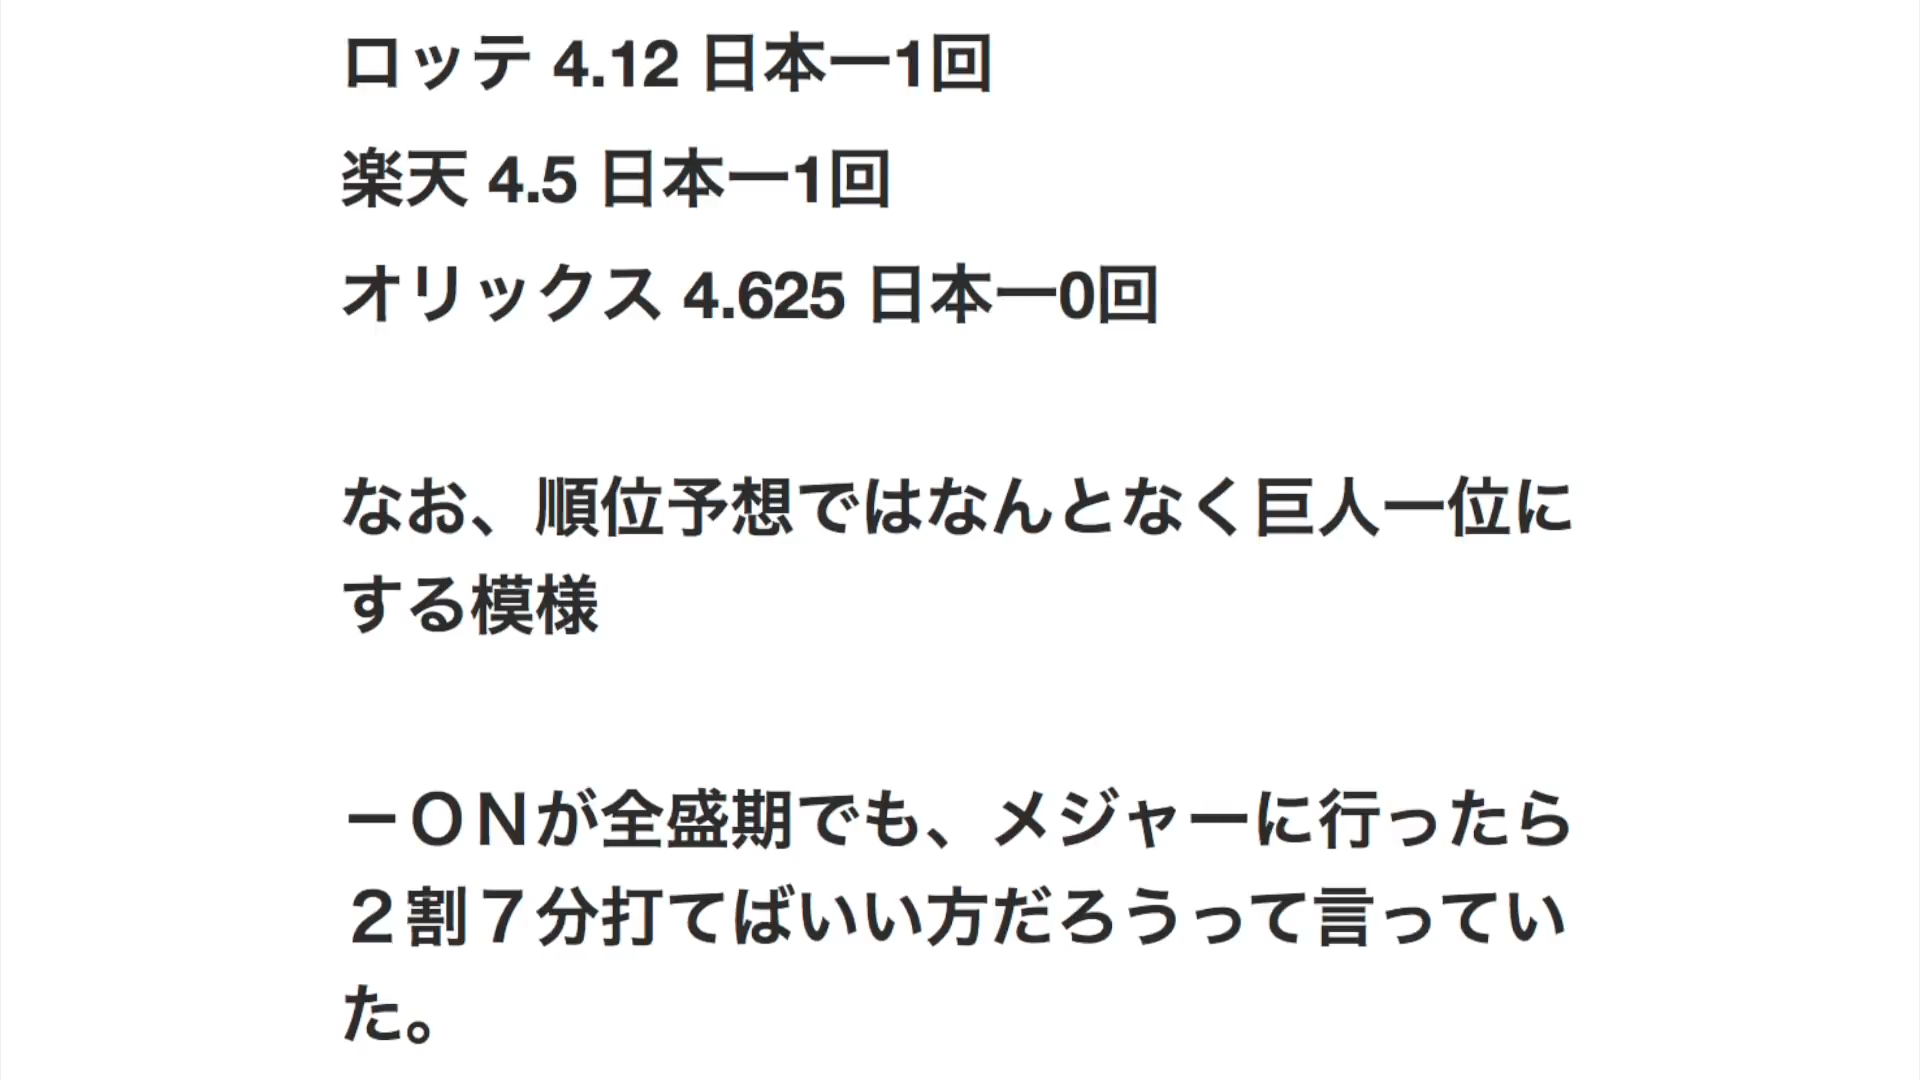 ロッテ 4.12 日本一1回
楽天 4.5 日本一1回
オリックス 4.625 日本一0回
なお、順位予想ではなんとなく巨人一位に
する模様
－ＯＮが全盛期でも、メジャーに行ったら
２割７分打てばいい方だろうって言ってい
た。